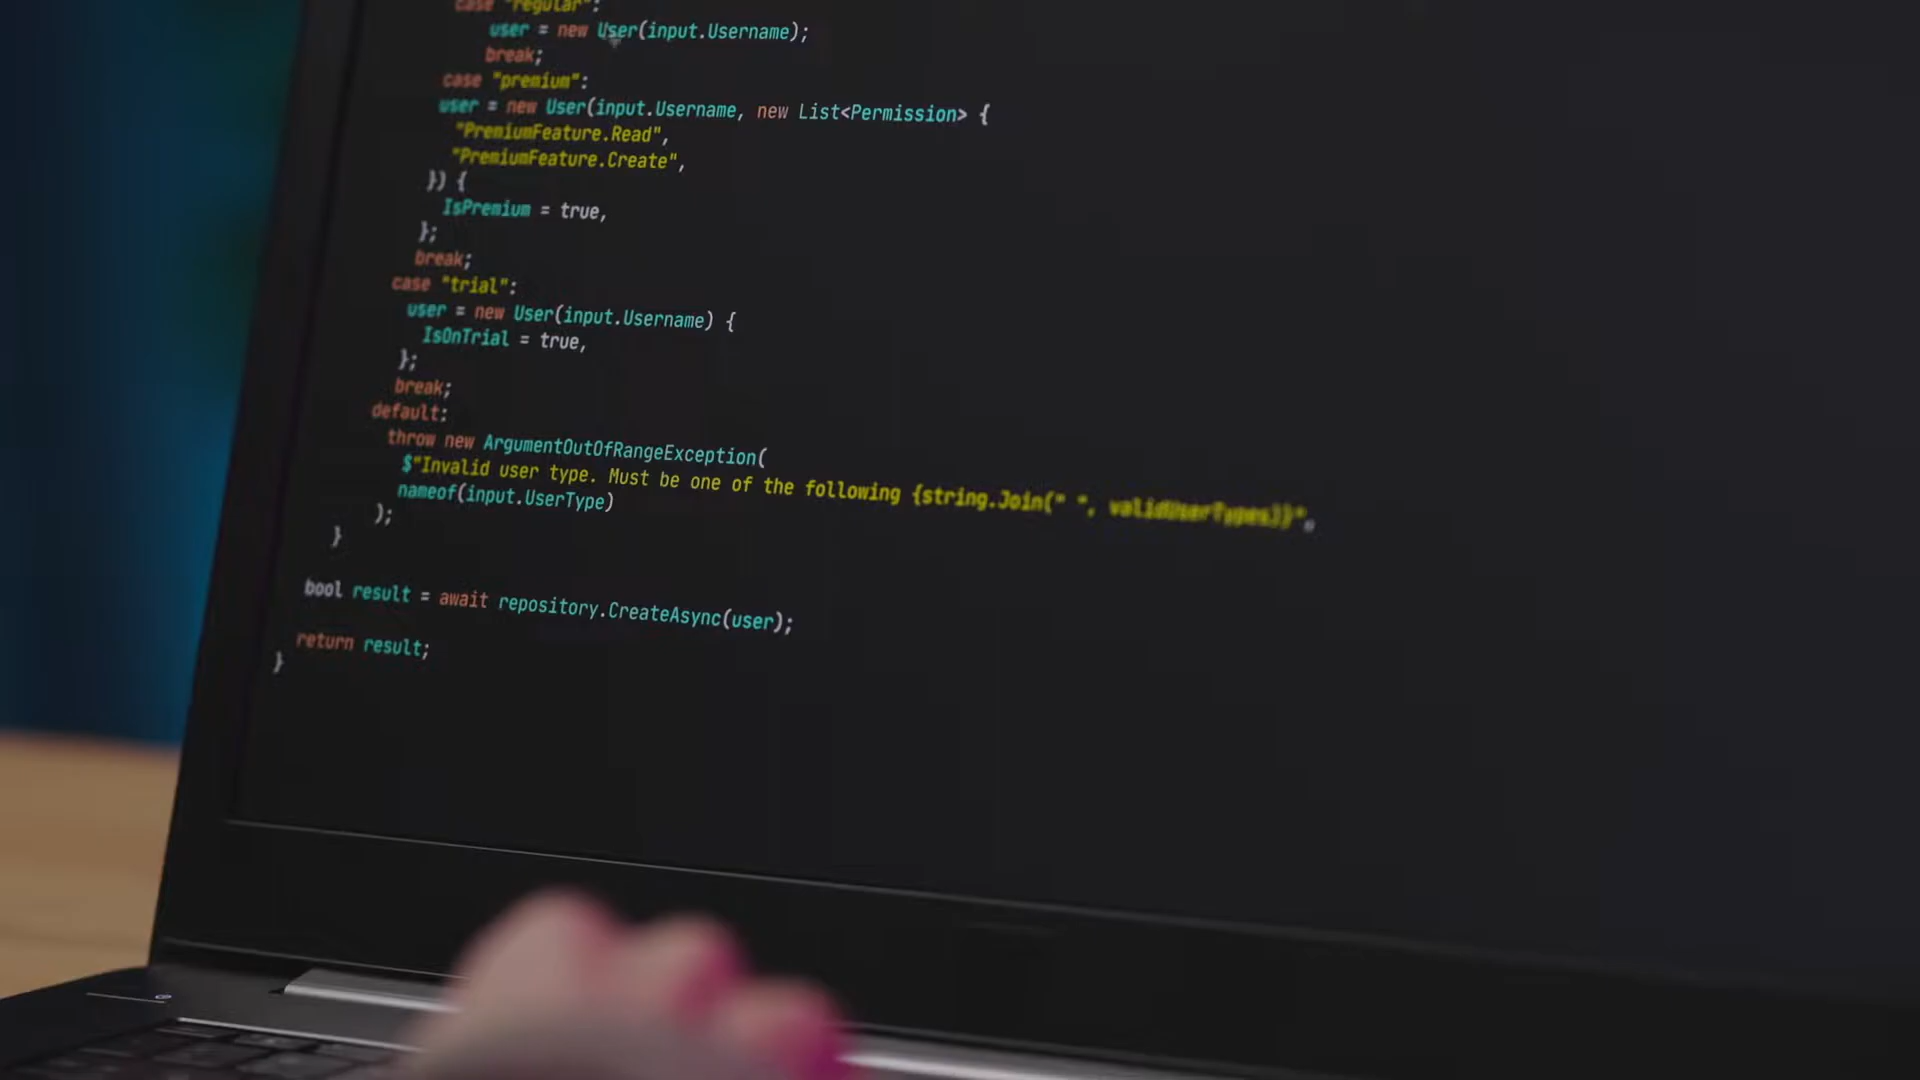 case "regular":
user = new User(input.Username);
break;
case "premium":
user = new User(input.Username, new List<Permission> {
"PremiumFeature.Read",
"PremiumFeature.Create",
}) {
IsPremium = true,
};
break;
case "trial":
user = new User(input.Username) {
IsOnTrial = true,
};
break;
default:
throw new ArgumentOutOfRangeException(
$"Invalid user type. Must be one of the following {string.Join(" ", validUserTypes)}",
nameof(input.UserType)
);
}
bool result = await repository.CreateAsync(user);
return result;
}